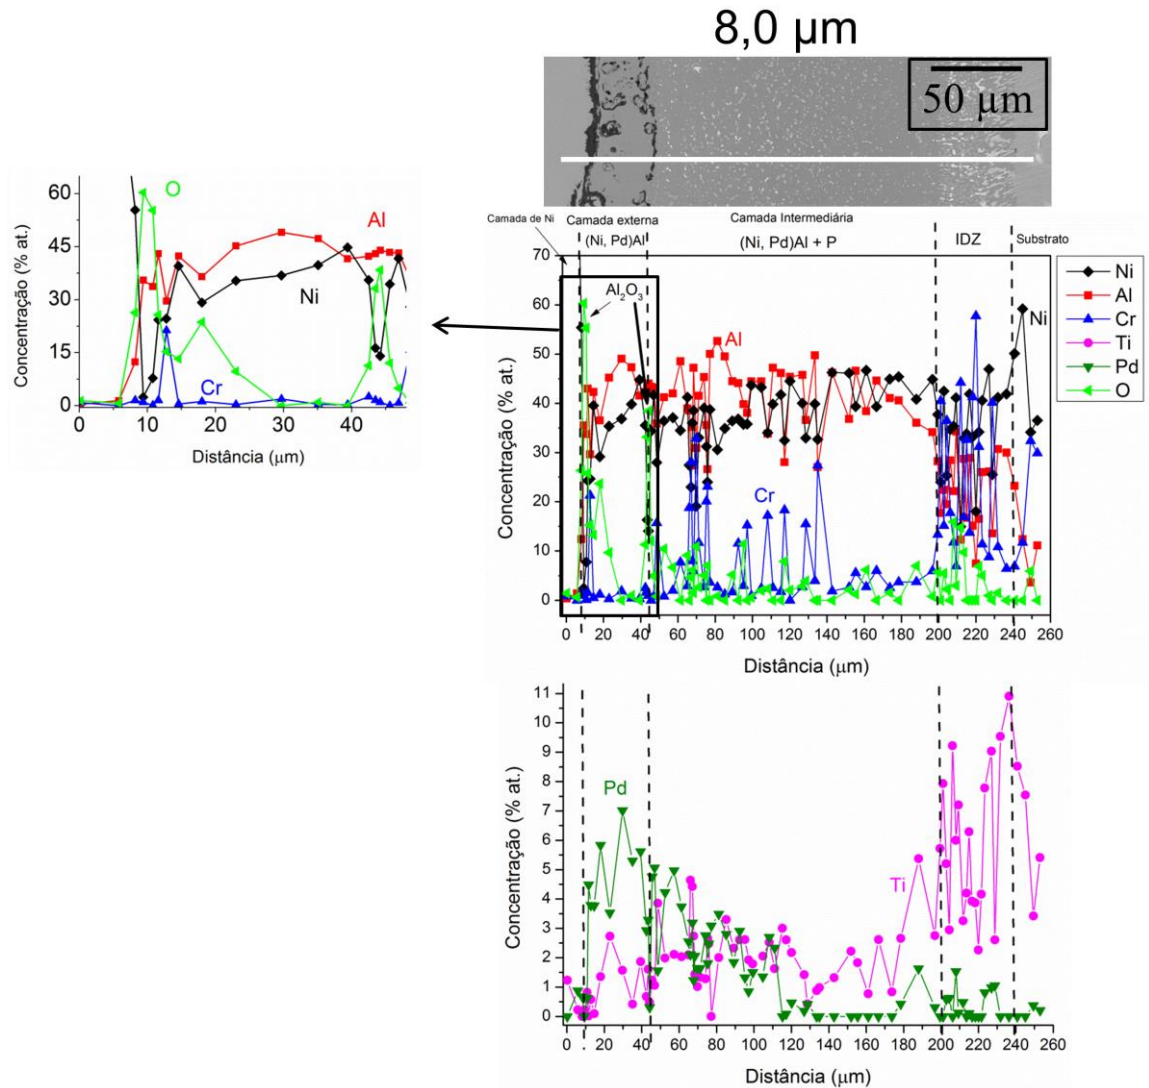 8,0 µm
50 µm
Camada de Ni
Camada externa
(Ni, Pd)Al
Camada Intermediária
(Ni, Pd)Al + P
IDZ
Substrato
60
45
30
15
0
0
10
20
30
40
O
Al
Ni
Cr
Concentração (% at.)
Distância (µm)
70
60
50
40
30
20
10
0
0 20 40 60 80 100 120 140 160 180 200 220 240 260
Al₂O₃
Al
Cr
Ni
Concentração (% at.)
Distância (µm)
Ni
Al
Cr
Ti
Pd
O
11
10
9
8
7
6
5
4
3
2
1
0
0 20 40 60 80 100 120 140 160 180 200 220 240 260
Pd
Ti
Concentração (% at.)
Distância (µm)